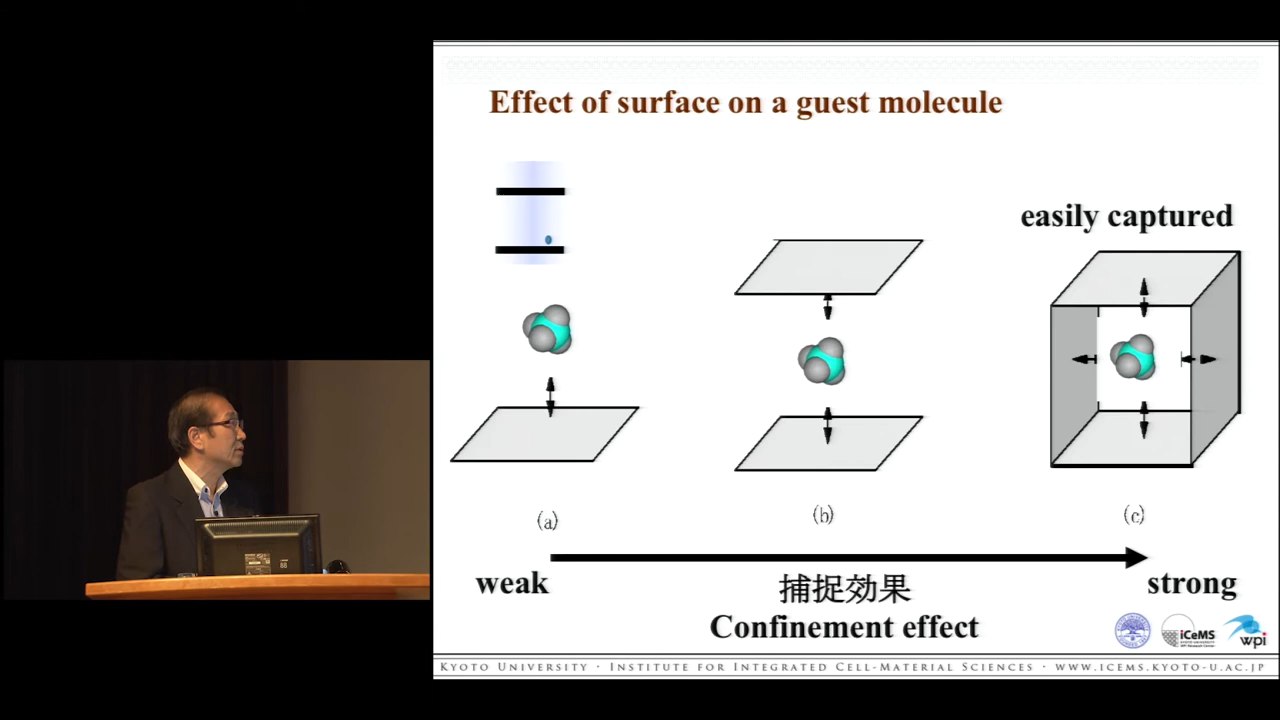 Effect of surface on a guest molecule
easily captured
(a)
(b)
(c)
weak
捕捉効果
strong
Confinement effect
iCeMS
wpi
KYOTO UNIVERSITY · INSTITUTE FOR INTEGRATED CELL-MATERIAL SCIENCES · WWW.ICEMS.KYOTO-U.AC.JP